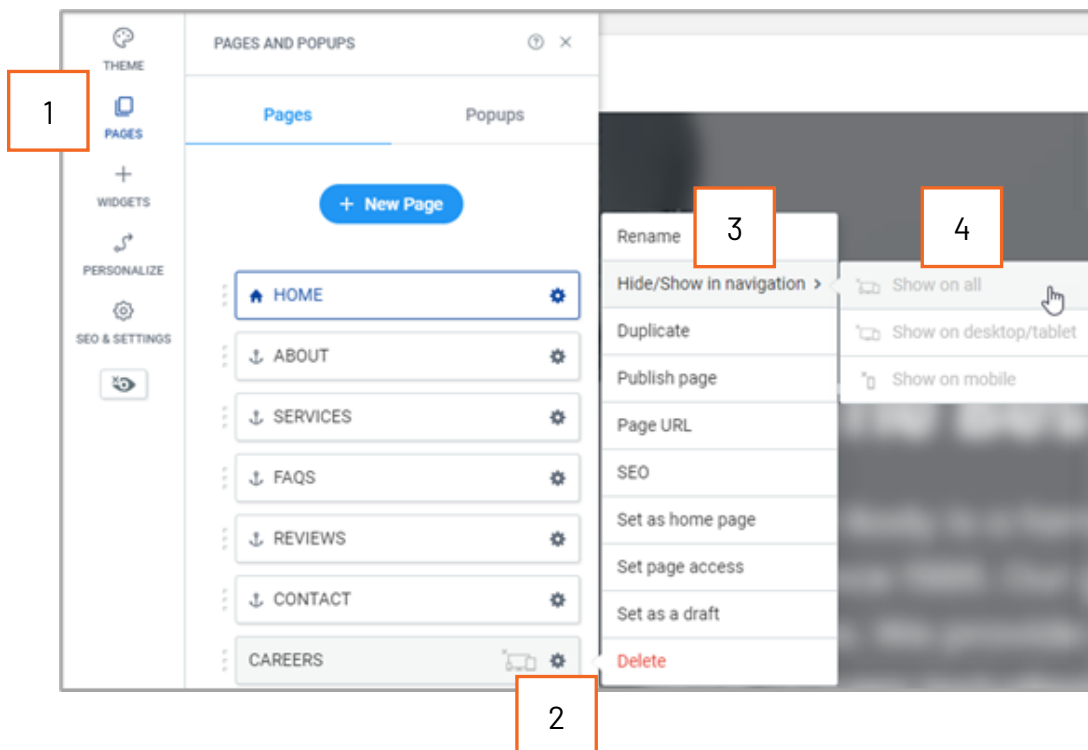 THEME
1
PAGES
WIDGETS
PERSONALIZE
SEO & SETTINGS
PAGES AND POPUPS
Pages
Popups
+ New Page
HOME
ABOUT
SERVICES
FAQS
REVIEWS
CONTACT
CAREERS
2
Rename
3
Hide/Show in navigation >
Duplicate
Publish page
Page URL
SEO
Set as home page
Set page access
Set as a draft
Delete
4
Show on all
Show on desktop/tablet
Show on mobile